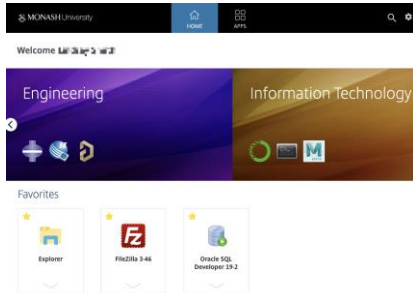 MONASH University
HOME
APPS
Welcome
Engineering
Information Technology
Favorites
Explorer
FileZilla 3-46
Oracle SQL
Developer 19-2